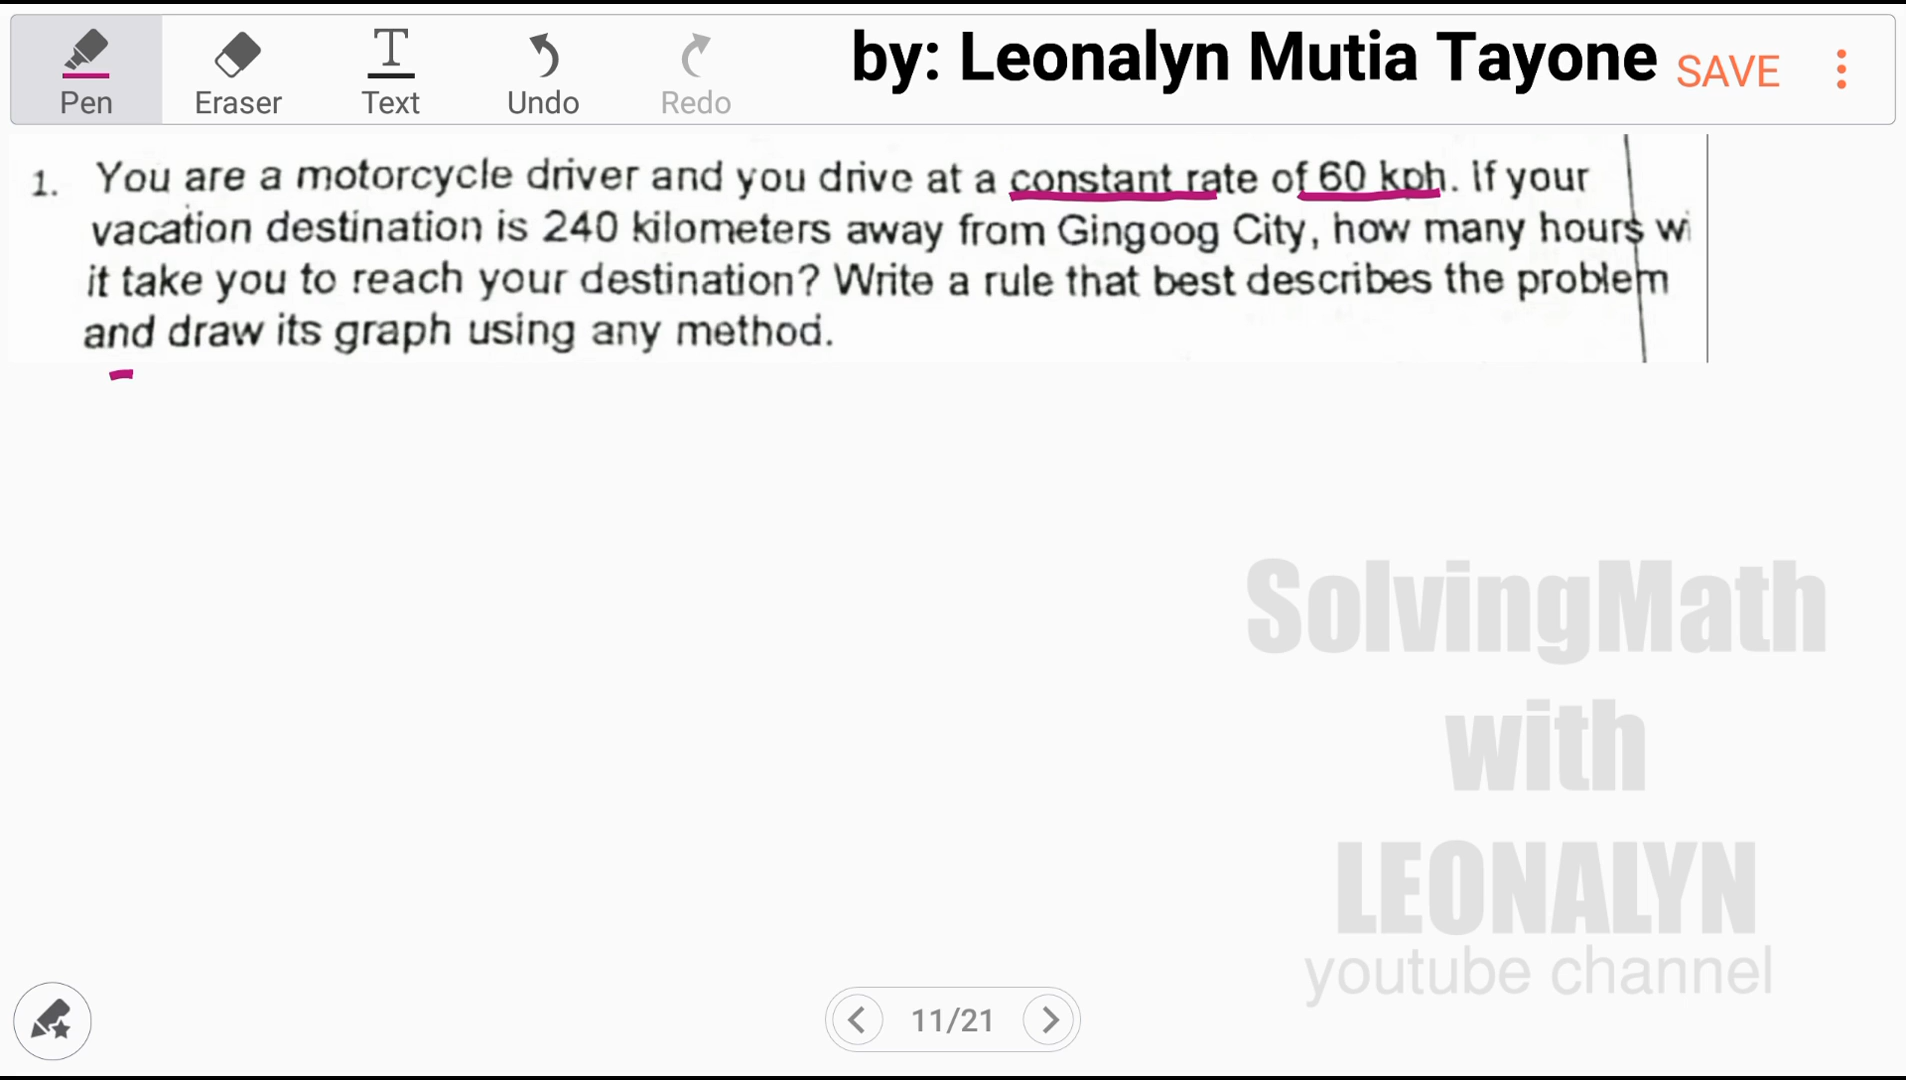 Pen
Eraser
Text
Undo
Redo
by: Leonalyn Mutia Tayone
SAVE
1. You are a motorcycle driver and you drive at a constant rate of 60 kph. If your
vacation destination is 240 kilometers away from Gingoog City, how many hours wi
it take you to reach your destination? Write a rule that best describes the problem
and draw its graph using any method.
SolvingMath
with
LEONALYN
youtube channel
11/21